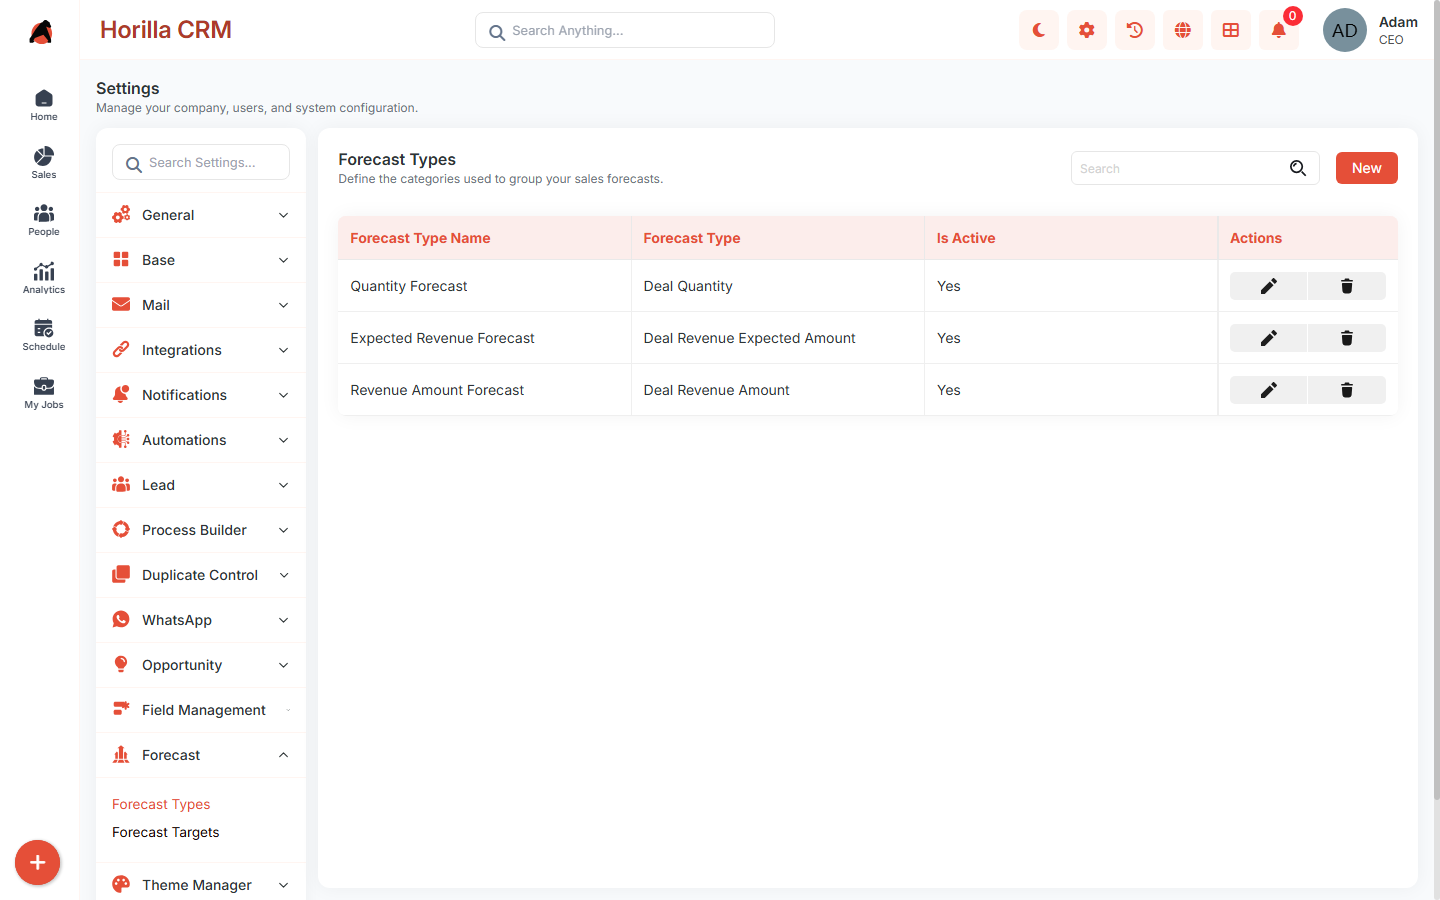 Horilla CRM
Search Anything...
0
AD
Adam
CEO
Home
Sales
People
Analytics
Schedule
My Jobs
Settings
Manage your company, users, and system configuration.
Search Settings...
General
Base
Mail
Integrations
Notifications
Automations
Lead
Process Builder
Duplicate Control
WhatsApp
Opportunity
Field Management
Forecast
Forecast Types
Forecast Targets
Theme Manager
Forecast Types
Define the categories used to group your sales forecasts.
Search
New
Forecast Type Name Forecast Type Is Active Actions
Quantity Forecast Deal Quantity Yes
Expected Revenue Forecast Deal Revenue Expected Amount Yes
Revenue Amount Forecast Deal Revenue Amount Yes